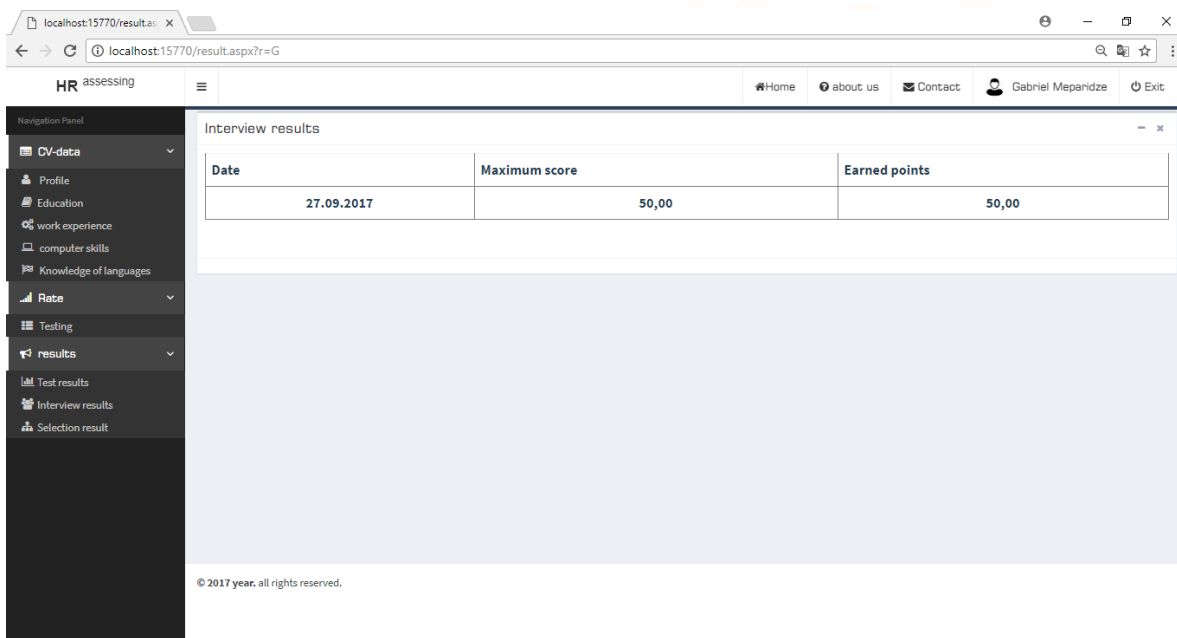 localhost:15770/result.as
localhost:15770/result.aspx?r=G
HR assessing
Home about us Contact Gabriel Meparidze Exit
Navigation Panel
CV-data
Profile
Education
work experience
computer skills
Knowledge of languages
Rate
Testing
results
Test results
Interview results
Selection result
Interview results
Date Maximum score Earned points
27.09.2017 50,00 50,00
© 2017 year. all rights reserved.